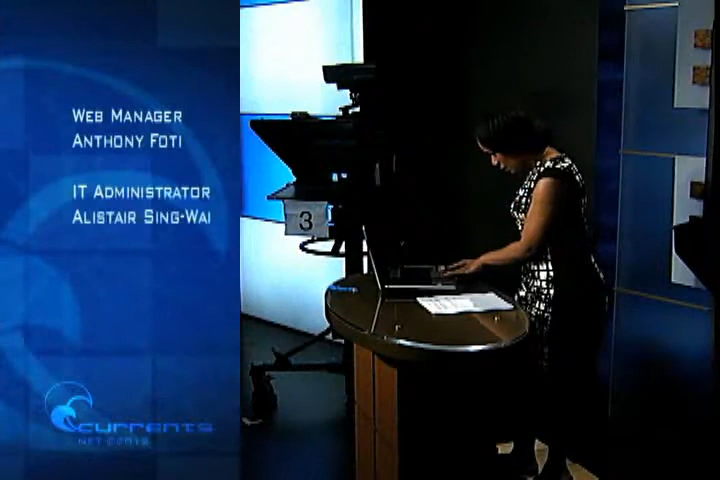 Web Manager
Anthony Foti
IT Administrator
Alistair Sing-Wai
3
currents